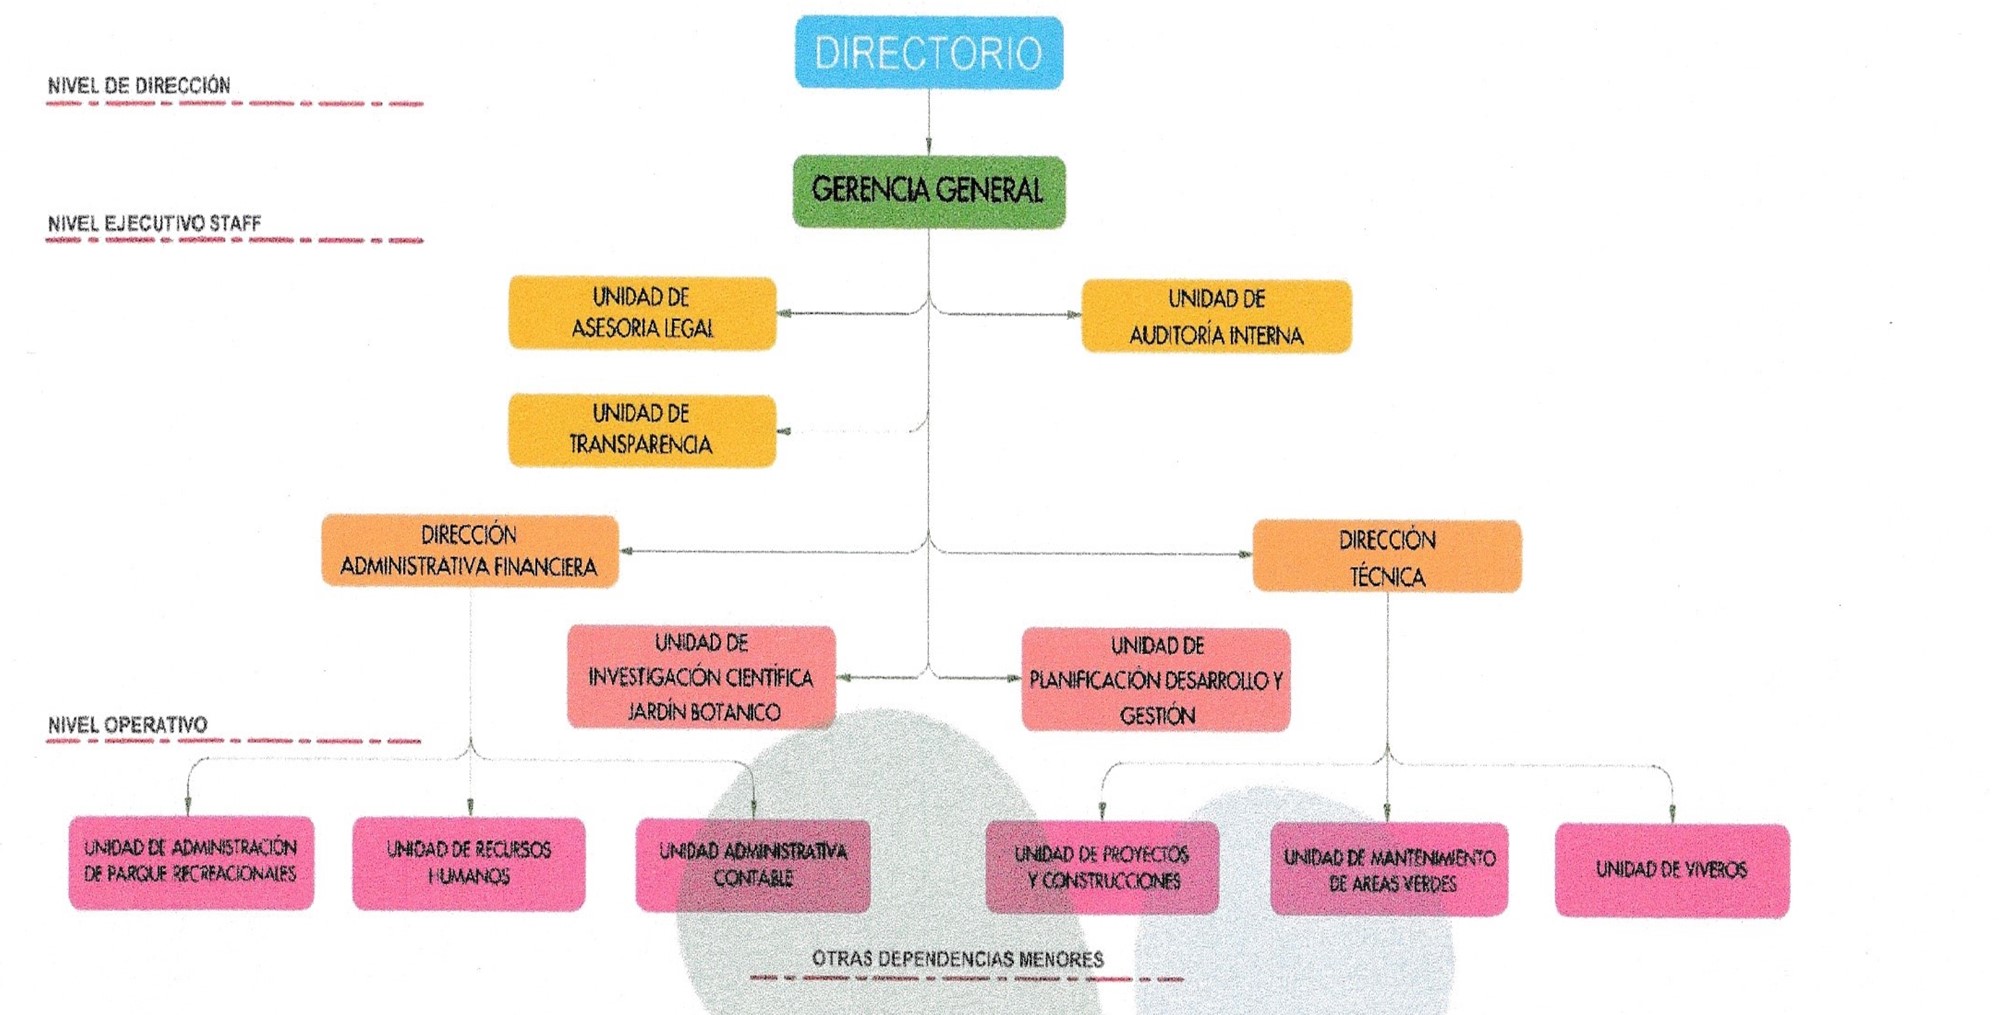 DIRECTORIO
NIVEL DE DIRECCIÓN
GERENCIA GENERAL
NIVEL EJECUTIVO STAFF
UNIDAD DE
ASESORIA LEGAL
UNIDAD DE
AUDITORÍA INTERNA
UNIDAD DE
TRANSPARENCIA
DIRECCIÓN
ADMINISTRATIVA FINANCIERA
DIRECCIÓN
TÉCNICA
UNIDAD DE
INVESTIGACIÓN CIENTÍFICA
JARDÍN BOTANICO
UNIDAD DE
PLANIFICACIÓN DESARROLLO Y
GESTIÓN
NIVEL OPERATIVO
UNIDAD DE ADMINISTRACIÓN
DE PARQUE RECREACIONALES
UNIDAD DE RECURSOS
HUMANOS
UNIDAD ADMINISTRATIVA
CONTABLE
UNIDAD DE PROYECTOS
Y CONSTRUCCIONES
UNIDAD DE MANTENIMIENTO
DE AREAS VERDES
UNIDAD DE VIVEROS
OTRAS DEPENDENCIAS MENORES